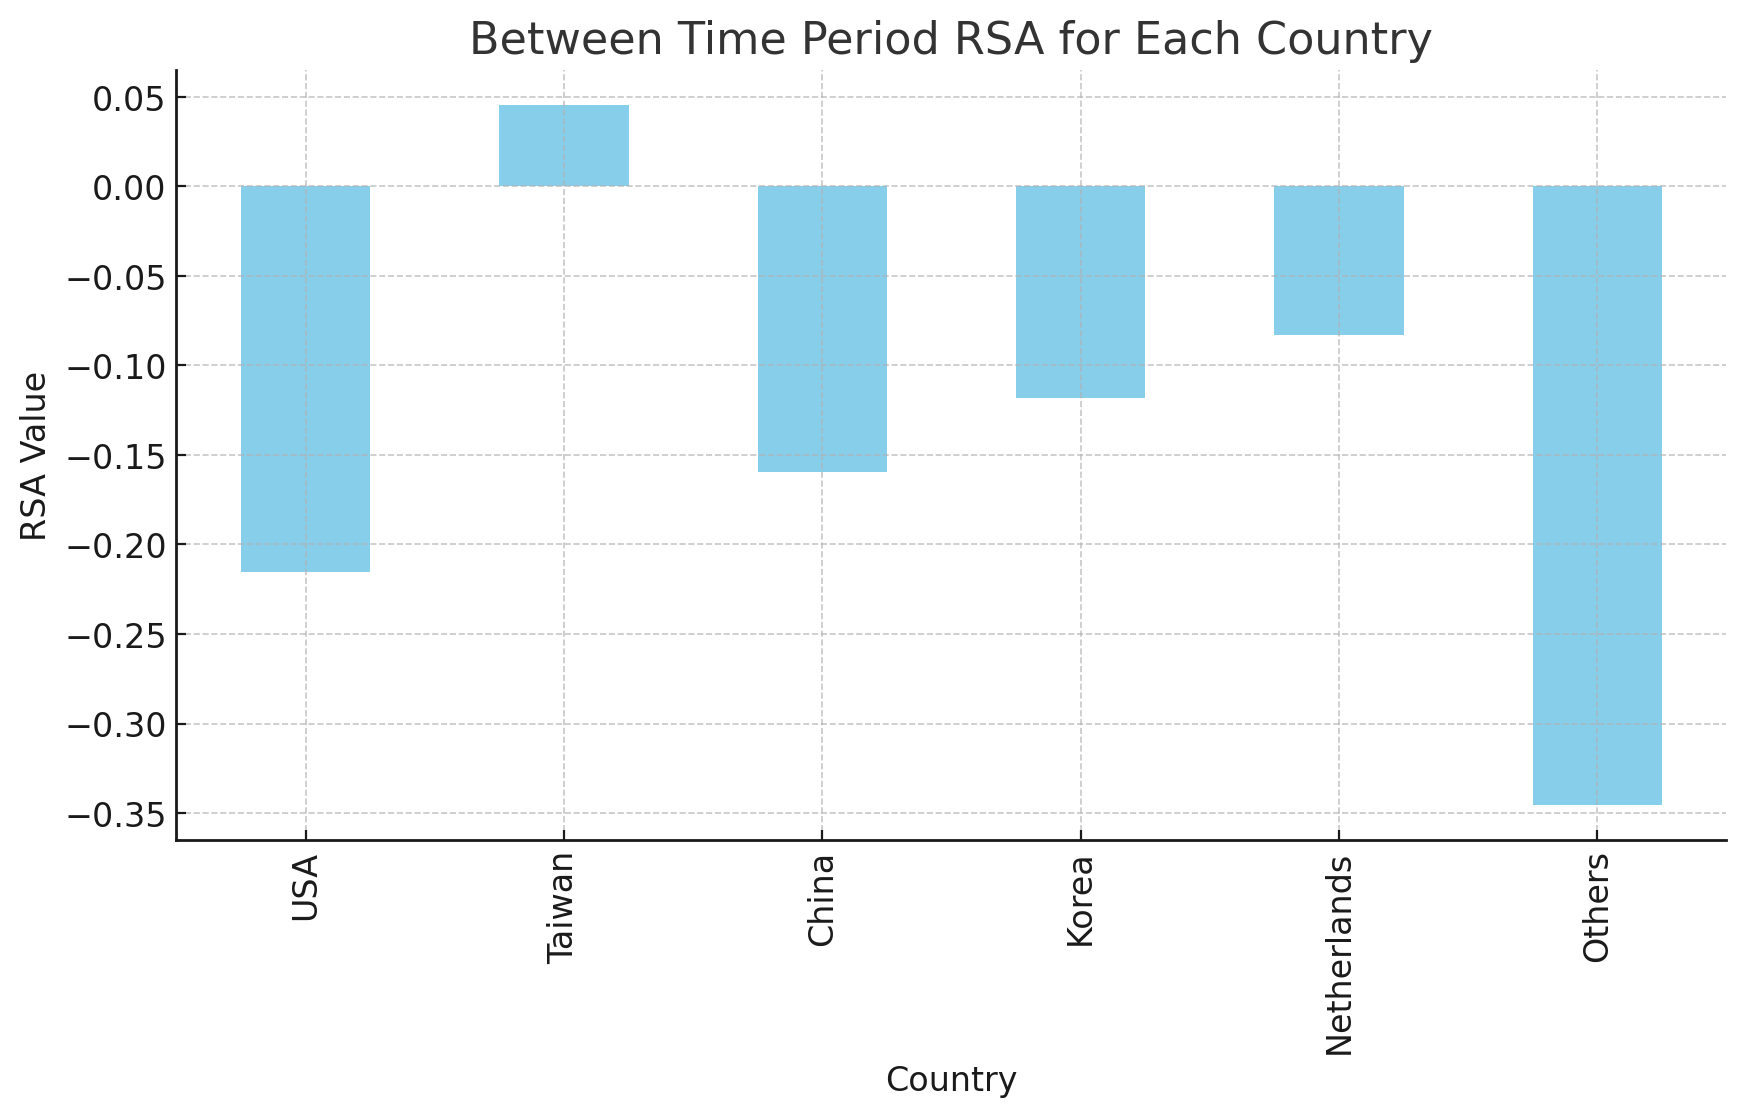 Between Time Period RSA for Each Country
0.05
0.00
−0.05
−0.10
−0.15
−0.20
−0.25
−0.30
−0.35
RSA Value
USA
Taiwan
China
Korea
Netherlands
Others
Country